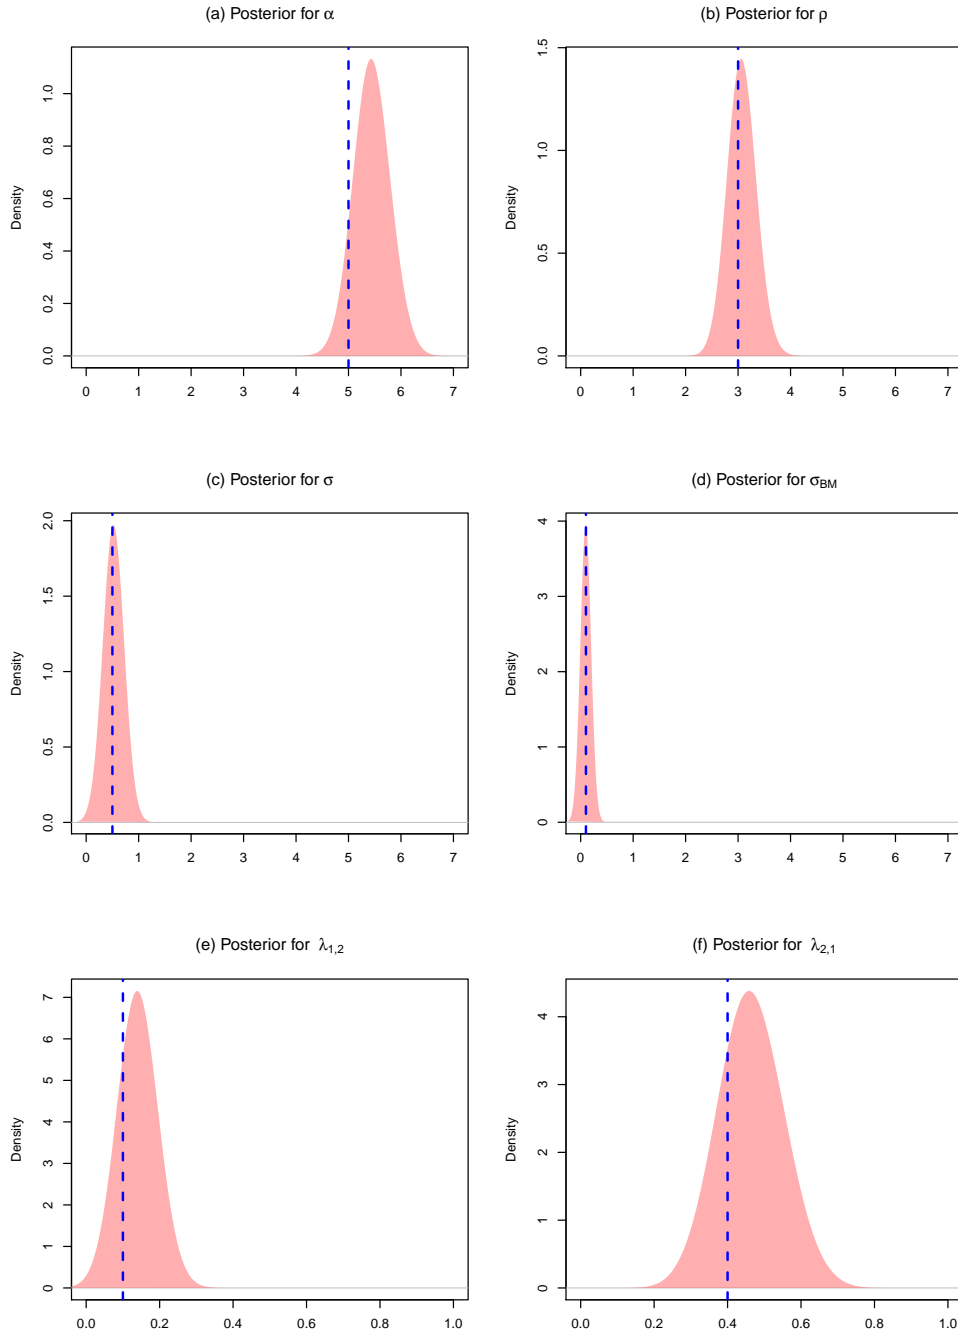 (a) Posterior for α
Density
0.0 0.2 0.4 0.6 0.8 1.0
0 1 2 3 4 5 6 7
(b) Posterior for ρ
Density
0.0 0.5 1.0 1.5
0 1 2 3 4 5 6 7
(c) Posterior for σ
Density
0.0 0.5 1.0 1.5 2.0
0 1 2 3 4 5 6 7
(d) Posterior for σBM
Density
0 1 2 3 4
0 1 2 3 4 5 6 7
(e) Posterior for λ1,2
Density
0 1 2 3 4 5 6 7
0.0 0.2 0.4 0.6 0.8 1.0
(f) Posterior for λ2,1
Density
0 1 2 3 4
0.0 0.2 0.4 0.6 0.8 1.0